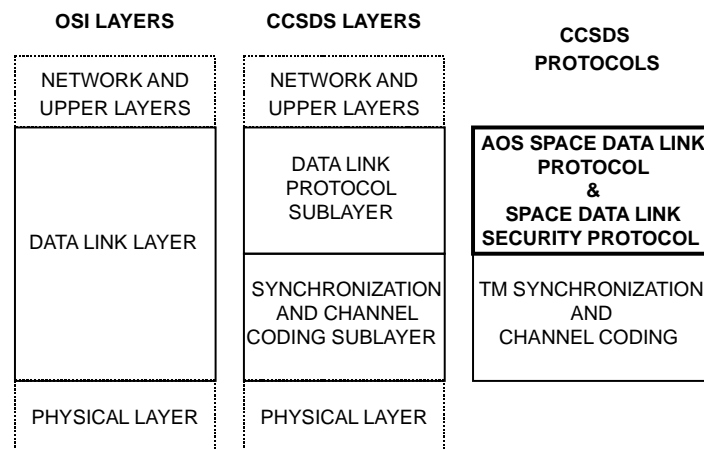 OSI LAYERS
NETWORK AND
UPPER LAYERS
DATA LINK LAYER
PHYSICAL LAYER
CCSDS LAYERS
NETWORK AND
UPPER LAYERS
DATA LINK
PROTOCOL
SUBLAYER
SYNCHRONIZATION
AND CHANNEL
CODING SUBLAYER
PHYSICAL LAYER
CCSDS
PROTOCOLS
AOS SPACE DATA LINK
PROTOCOL
&
SPACE DATA LINK
SECURITY PROTOCOL
TM SYNCHRONIZATION
AND
CHANNEL CODING